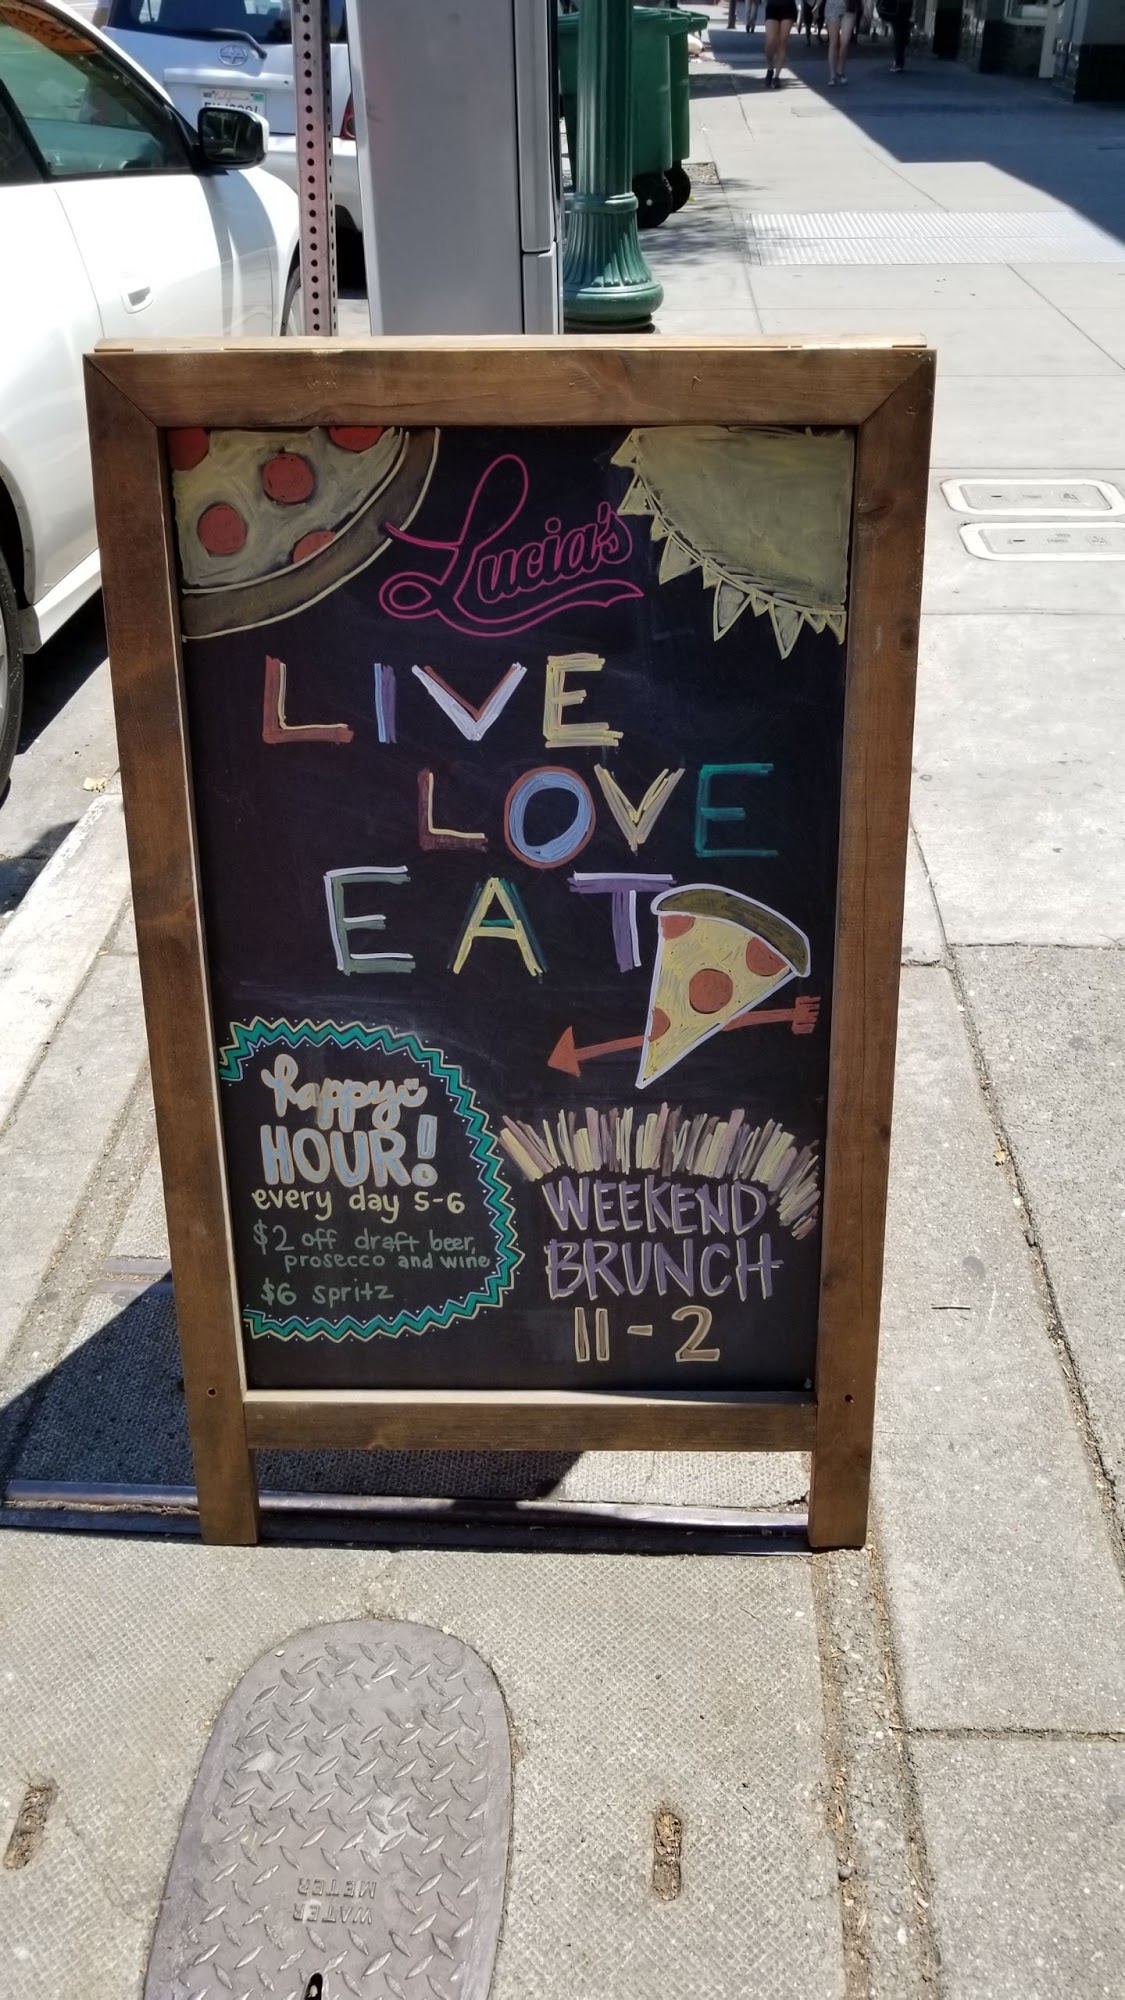 California
Lucia's
LIVE
LOVE
EAT
happy
HOUR!
every day 5-6
$2 off draft beer,
prosecco and wine
$6 spritz
WEEKEND
BRUNCH
11-2
WATER
METER